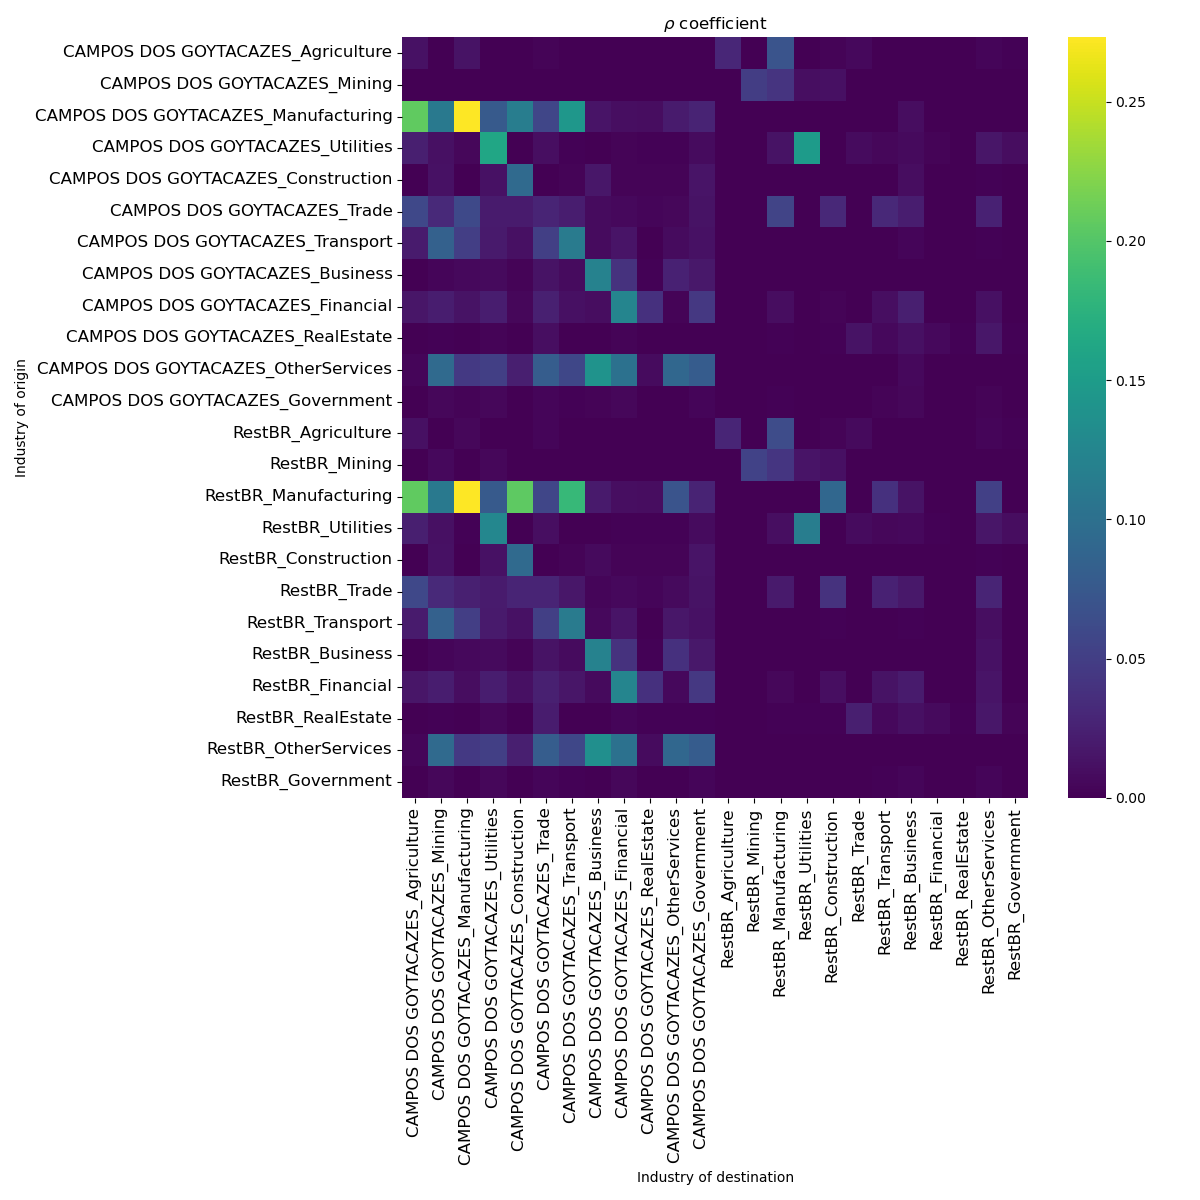 ρ coefficient
CAMPOS DOS GOYTACAZES_Agriculture
CAMPOS DOS GOYTACAZES_Mining
CAMPOS DOS GOYTACAZES_Manufacturing
CAMPOS DOS GOYTACAZES_Utilities
CAMPOS DOS GOYTACAZES_Construction
CAMPOS DOS GOYTACAZES_Trade
CAMPOS DOS GOYTACAZES_Transport
CAMPOS DOS GOYTACAZES_Business
CAMPOS DOS GOYTACAZES_Financial
CAMPOS DOS GOYTACAZES_RealEstate
CAMPOS DOS GOYTACAZES_OtherServices
CAMPOS DOS GOYTACAZES_Government
RestBR_Agriculture
RestBR_Mining
RestBR_Manufacturing
RestBR_Utilities
RestBR_Construction
RestBR_Trade
RestBR_Transport
RestBR_Business
RestBR_Financial
RestBR_RealEstate
RestBR_OtherServices
RestBR_Government
Industry of origin
CAMPOS DOS GOYTACAZES_Agriculture
CAMPOS DOS GOYTACAZES_Mining
CAMPOS DOS GOYTACAZES_Manufacturing
CAMPOS DOS GOYTACAZES_Utilities
CAMPOS DOS GOYTACAZES_Construction
CAMPOS DOS GOYTACAZES_Trade
CAMPOS DOS GOYTACAZES_Transport
CAMPOS DOS GOYTACAZES_Business
CAMPOS DOS GOYTACAZES_Financial
CAMPOS DOS GOYTACAZES_RealEstate
CAMPOS DOS GOYTACAZES_OtherServices
CAMPOS DOS GOYTACAZES_Government
RestBR_Agriculture
RestBR_Mining
RestBR_Manufacturing
RestBR_Utilities
RestBR_Construction
RestBR_Trade
RestBR_Transport
RestBR_Business
RestBR_Financial
RestBR_RealEstate
RestBR_OtherServices
RestBR_Government
Industry of destination
0.25
0.20
0.15
0.10
0.05
0.00